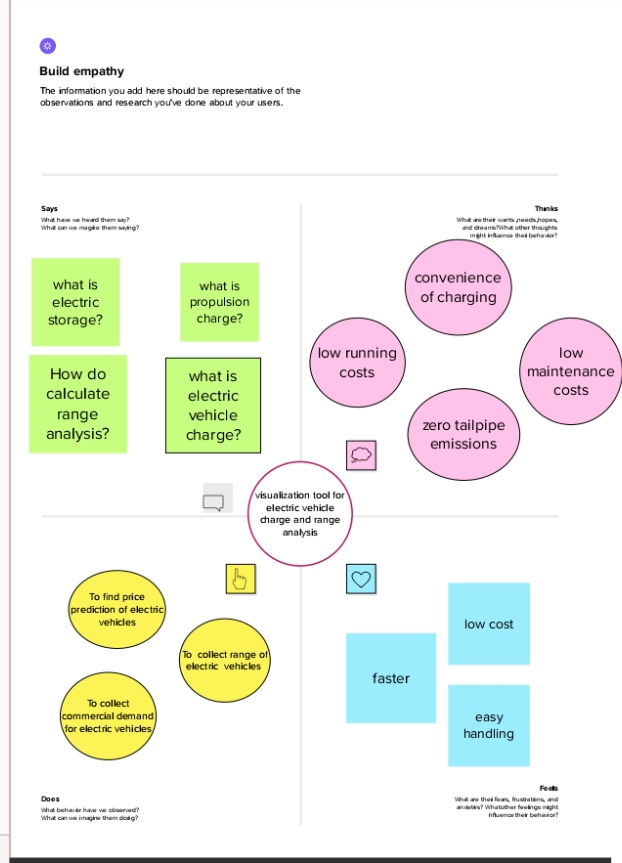 Build empathy
The information you add here should be representative of the
observations and research you've done about your users.
Says
What have we heard them say?
What can we magine them saying?
Thinks
What are their wants ,needs,hopes,
and dreams?What other thoughts
might influence their behavior?
what is
electric
storage?
what is
propulsion
charge?
How do
calculate
range
analysis?
what is
electric
vehicle
charge?
convenience
of charging
low running
costs
low
maintenance
costs
zero tailpipe
emissions
visualization tool for
electric vehicle
charge and range
analysis
To find price
prediction of electric
vehicles
To collect range of
electric vehicles
To collect
commercial demand
for electric vehicles
low cost
faster
easy
handling
Does
What behavior have we observed?
What can we imagine them doing?
Feels
What are their fears, frustrations, and
anxieties? What other feelings might
influence their behavior?